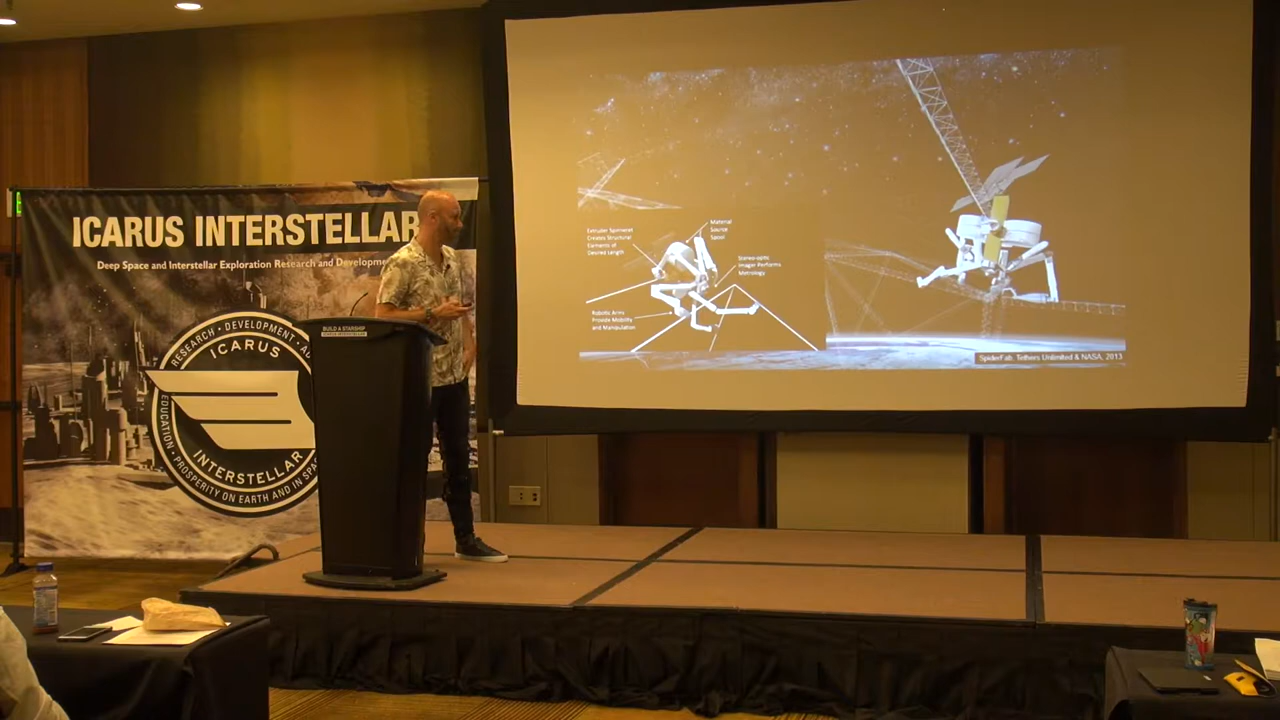 ICARUS INTERSTELLAR
Deep Space and Interstellar Exploration Research and Developme
RESEARCH • DEVELOPMENT •
ICARUS
INTERSTELLAR
EDUCATION • PROSPERITY ON EARTH AND IN SPA
BUILD A STARSHIP
Extruder Spinneret
Creates Structural
Elements of
Desired Length
Material
Source
Spool
Stereo-optic
Imager Performs
Metrology
Robotic Arms
Provide Mobility
and Manipulation
SpiderFab. Tethers Unlimited & NASA, 2013